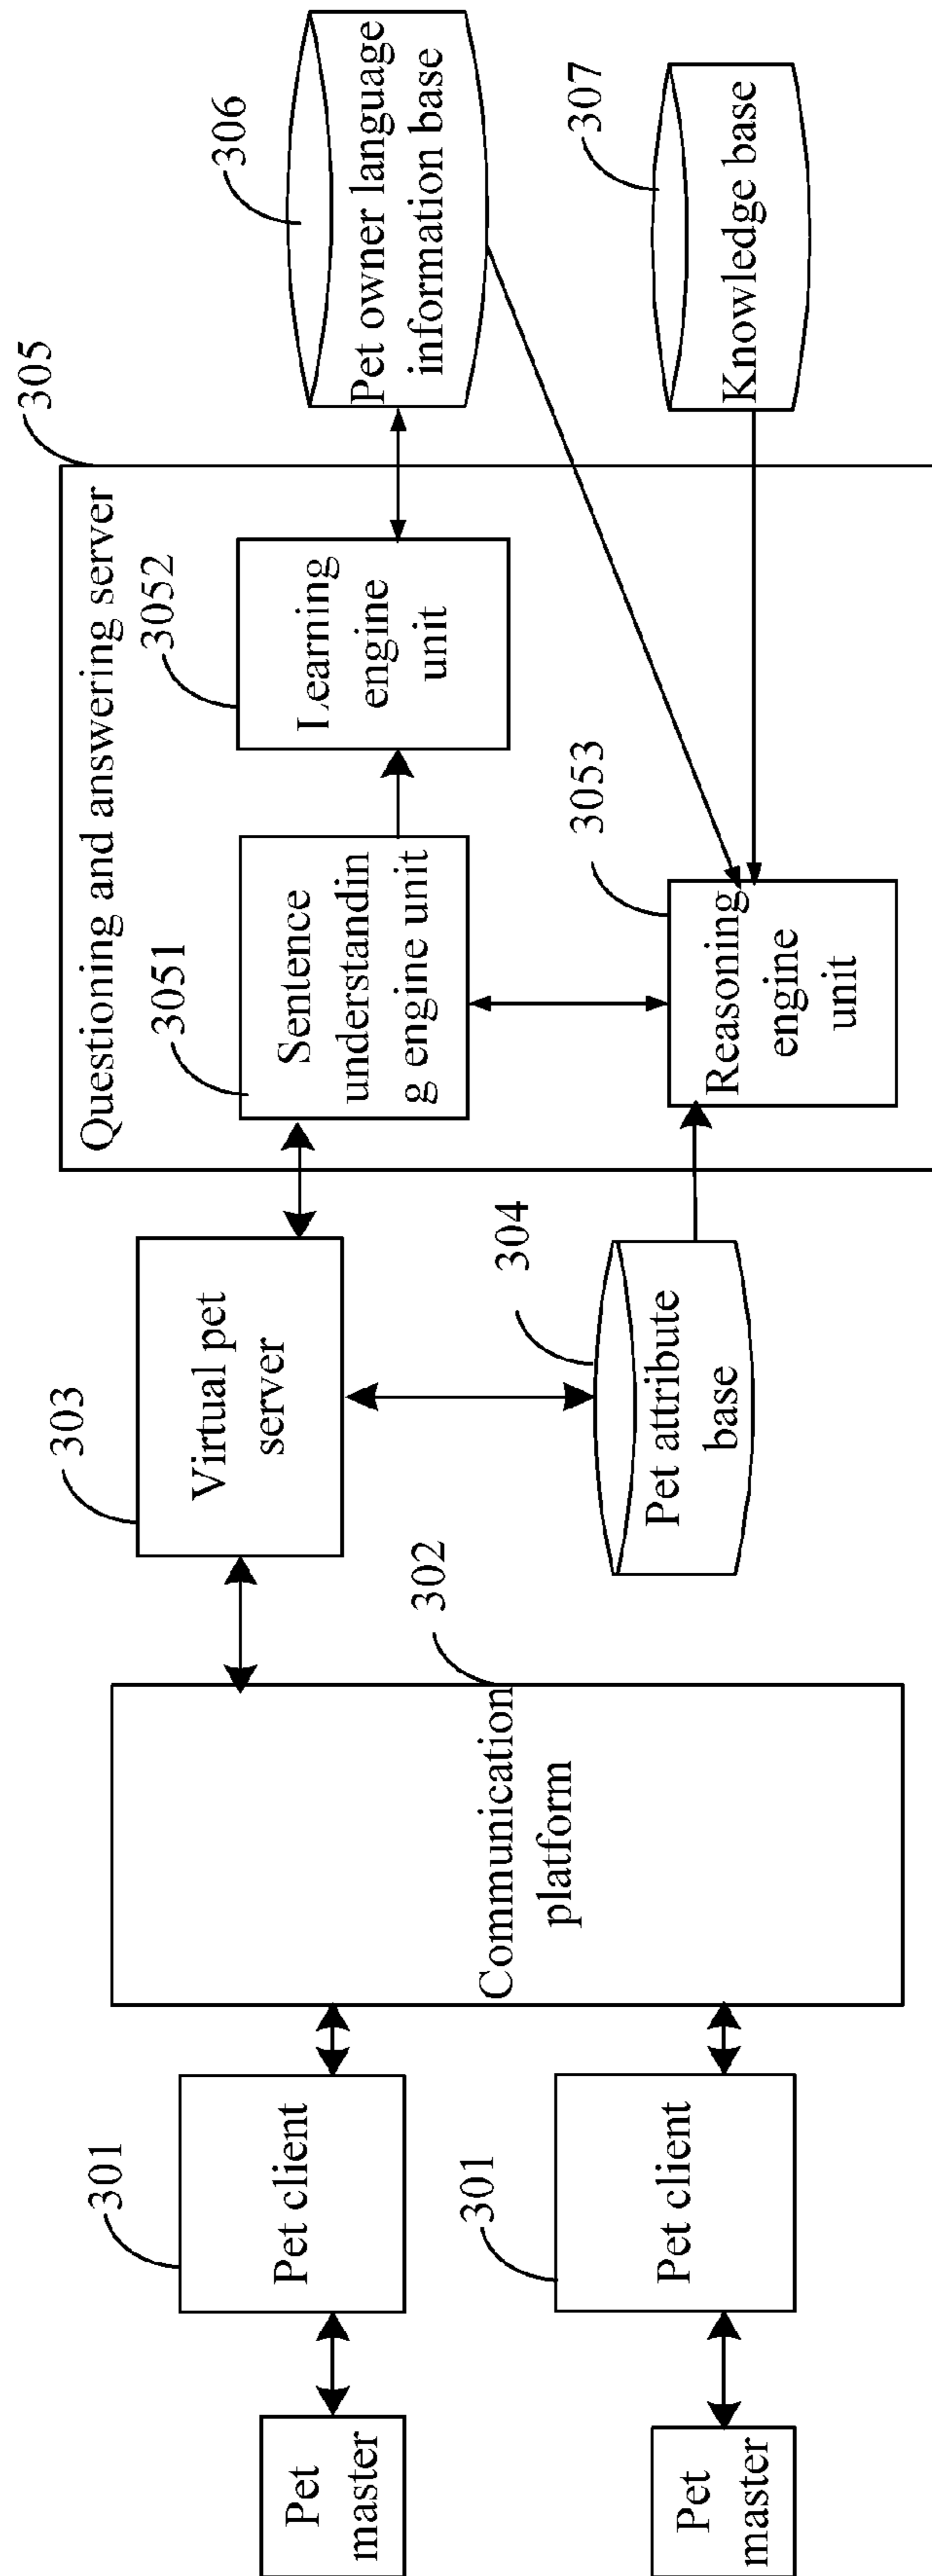 Pet
master
Pet
master
301
Pet client
301
Pet client
302
Communication
platform
303
Virtual pet
server
304
Pet attribute
base
305
Questioning and answering server
3051
Sentence
understandin
g engine unit
3052
Learning
engine
unit
3053
Reasoning
engine
unit
306
Pet owner language
information base
307
Knowledge base